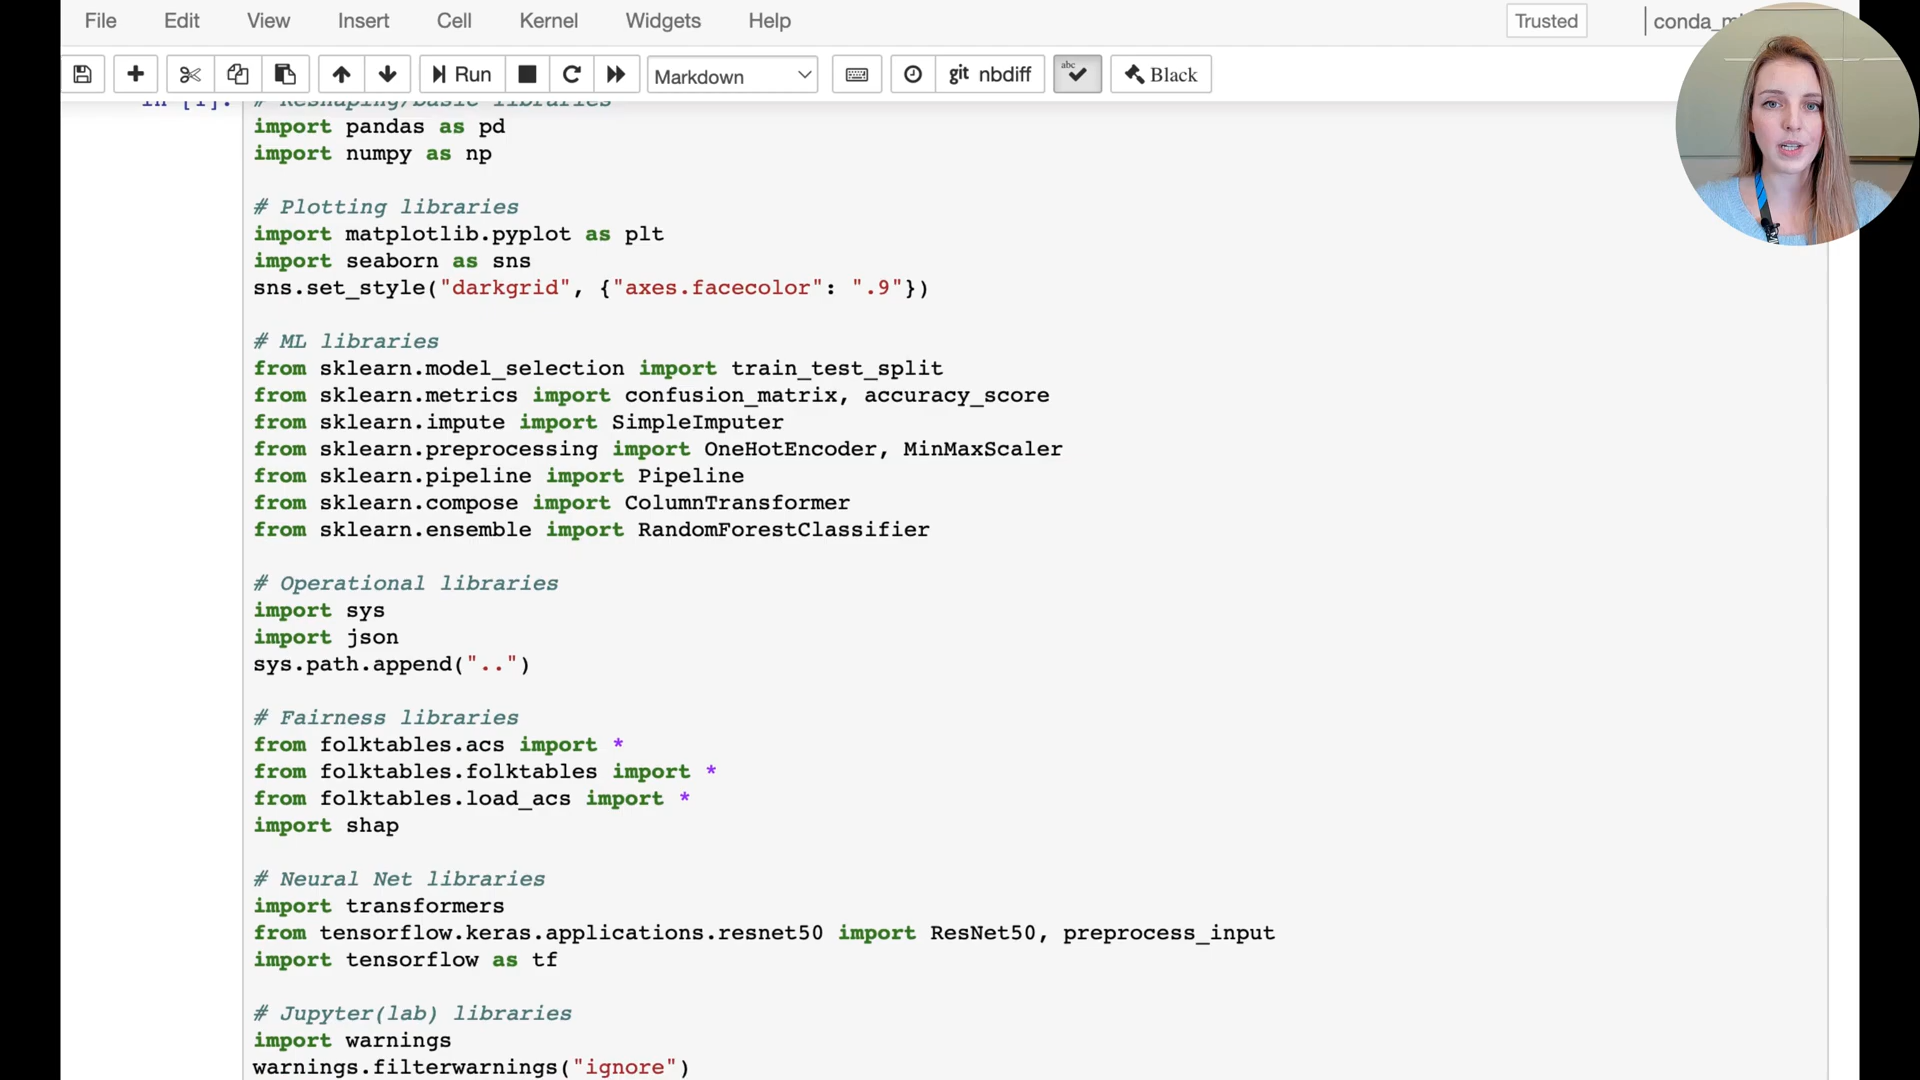 File Edit View Insert Cell Kernel Widgets Help Trusted
Run Markdown git nbdiff abc Black
In [1]: # Reshaping/basic libraries
import pandas as pd
import numpy as np
# Plotting libraries
import matplotlib.pyplot as plt
import seaborn as sns
sns.set_style("darkgrid", {"axes.facecolor": ".9"})
# ML libraries
from sklearn.model_selection import train_test_split
from sklearn.metrics import confusion_matrix, accuracy_score
from sklearn.impute import SimpleImputer
from sklearn.preprocessing import OneHotEncoder, MinMaxScaler
from sklearn.pipeline import Pipeline
from sklearn.compose import ColumnTransformer
from sklearn.ensemble import RandomForestClassifier
# Operational libraries
import sys
import json
sys.path.append("..")
# Fairness libraries
from folktables.acs import *
from folktables.folktables import *
from folktables.load_acs import *
import shap
# Neural Net libraries
import transformers
from tensorflow.keras.applications.resnet50 import ResNet50, preprocess_input
import tensorflow as tf
# Jupyter(lab) libraries
import warnings
warnings.filterwarnings("ignore")